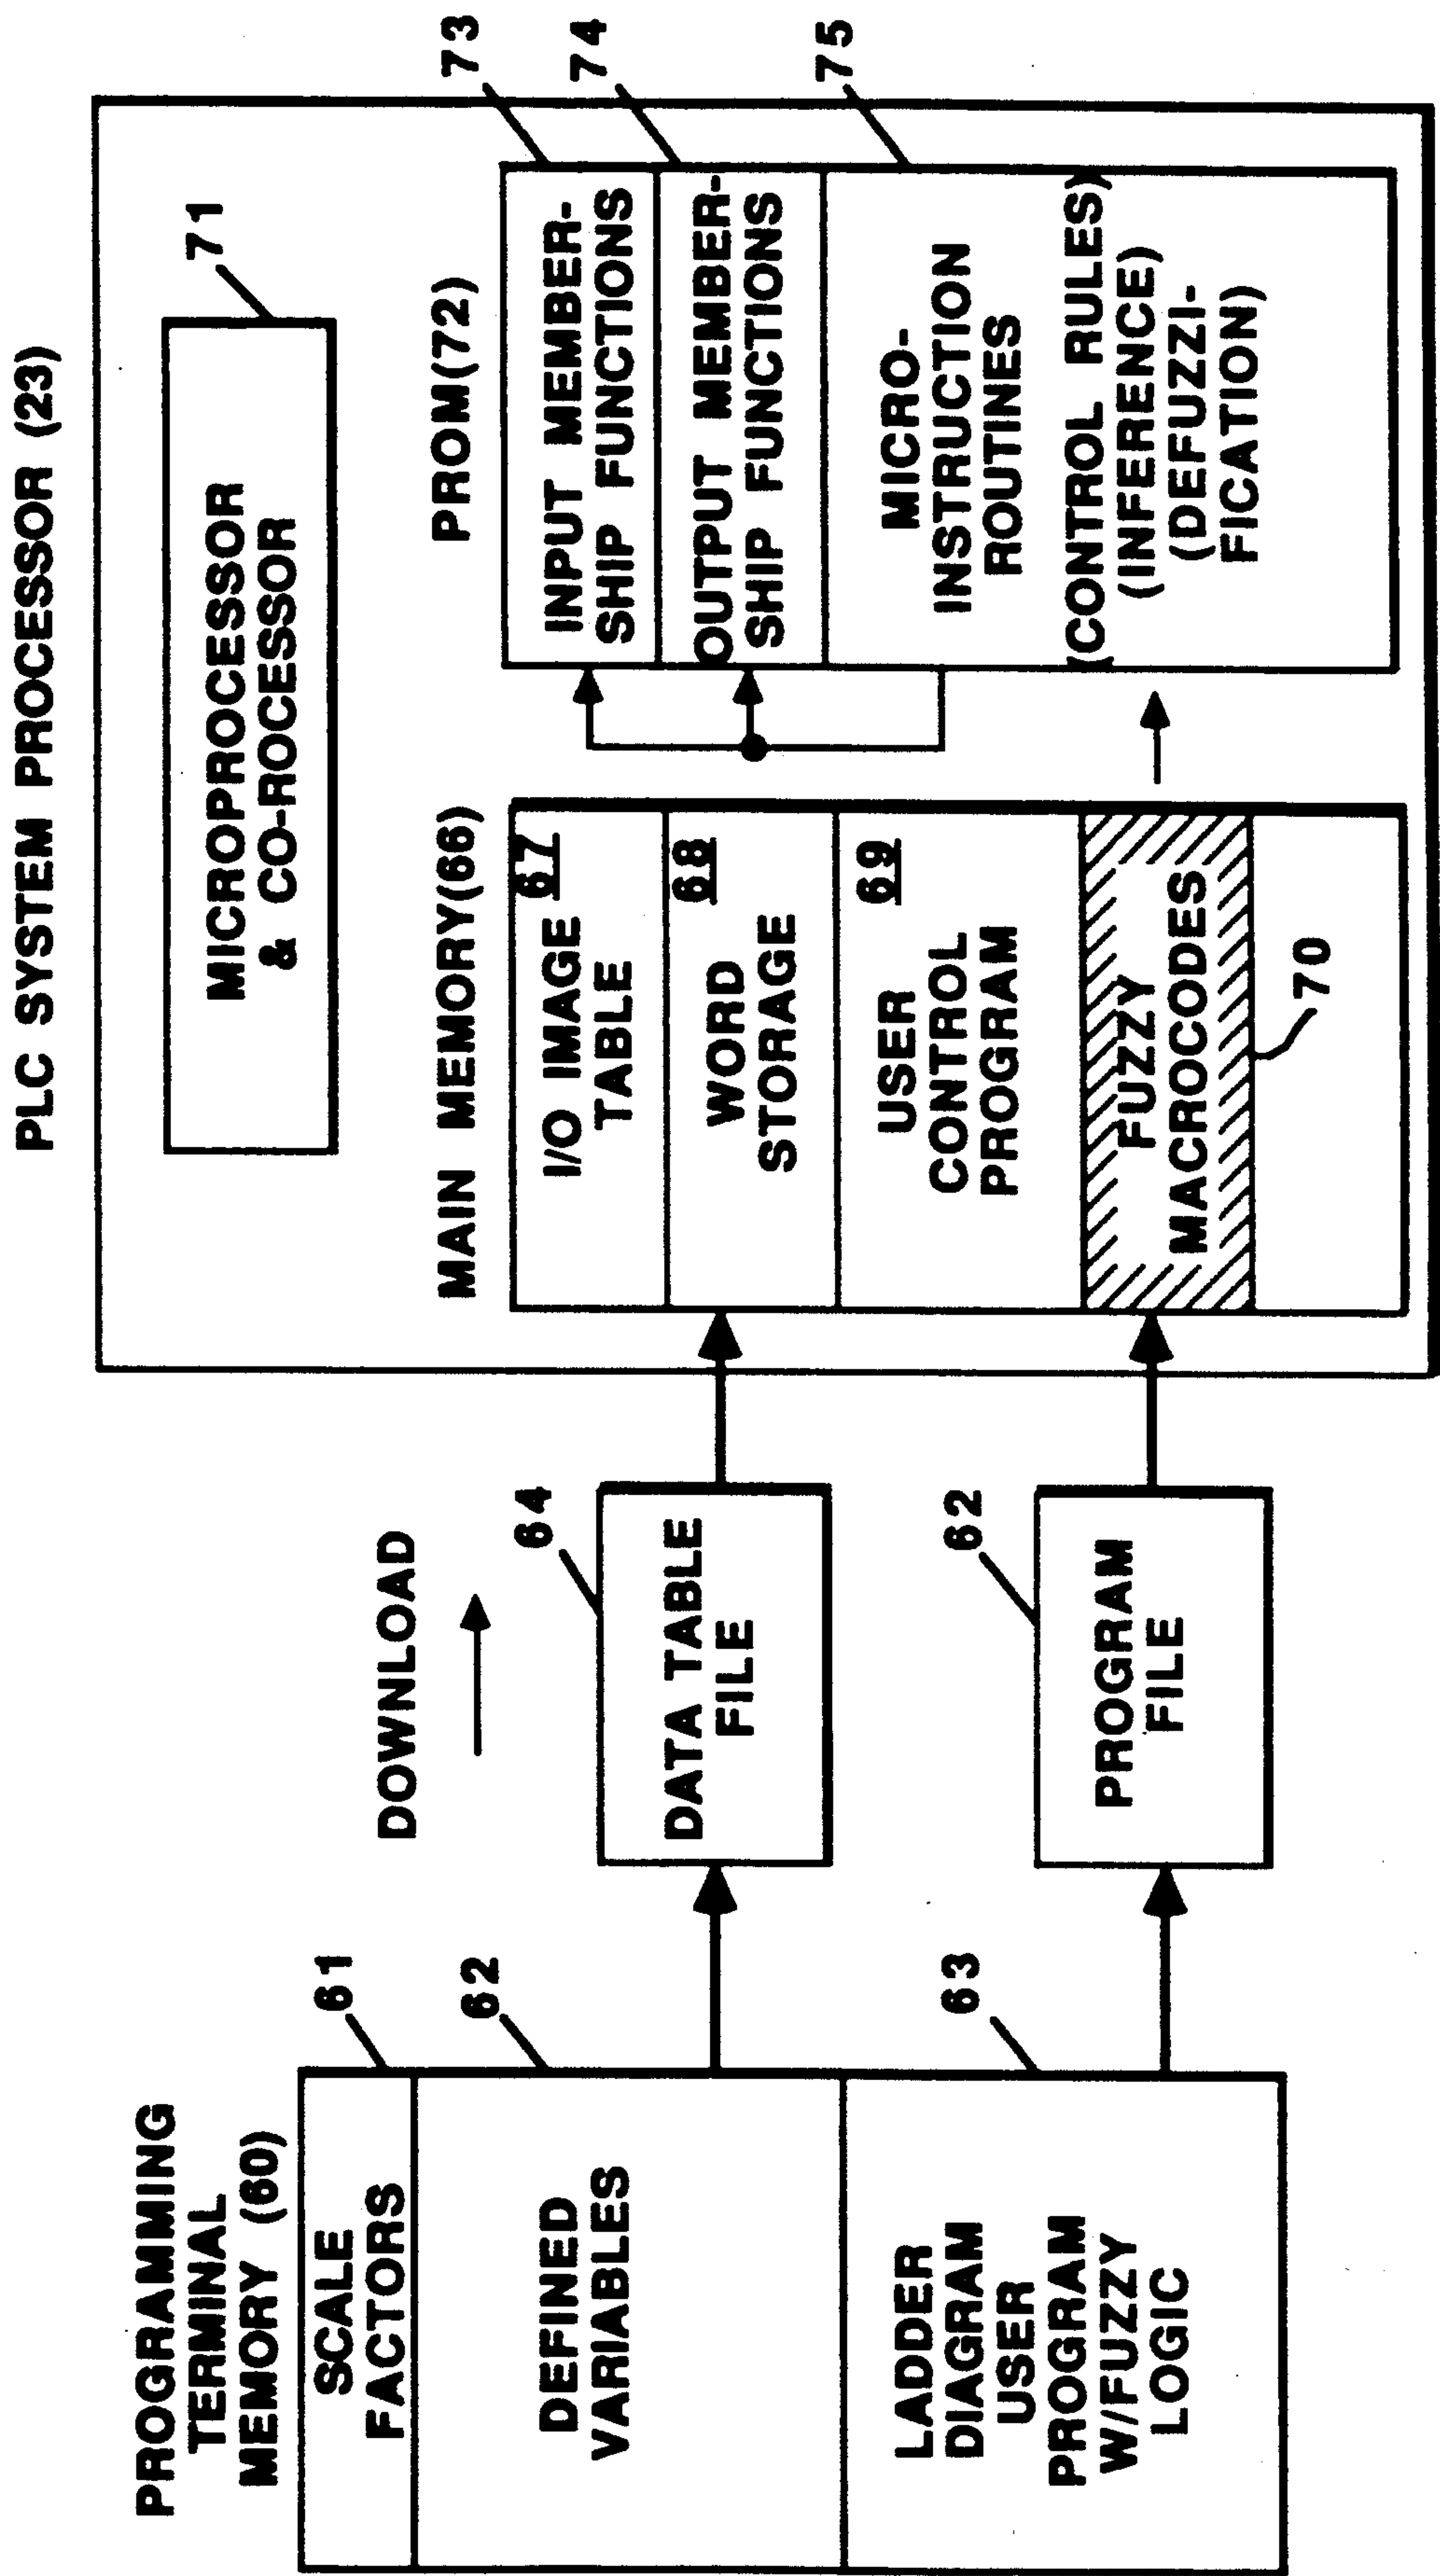 PLC SYSTEM PROCESSOR (23)
MICROPROCESSOR
& CO-ROCESSOR
71
PROGRAMMING
TERMINAL
MEMORY (60)
SCALE
FACTORS
61
DEFINED
VARIABLES
62
LADDER
DIAGRAM
USER
PROGRAM
W/FUZZY
LOGIC
63
DOWNLOAD
DATA TABLE
FILE
64
PROGRAM
FILE
62
MAIN MEMORY(66)
I/O IMAGE
TABLE
67
WORD
STORAGE
68
USER
CONTROL
PROGRAM
69
FUZZY
MACROCODES
70
PROM(72)
INPUT MEMBER-
SHIP FUNCTIONS
73
OUTPUT MEMBER-
SHIP FUNCTIONS
74
MICRO-
INSTRUCTION
ROUTINES
(CONTROL RULES)
(INFERENCE)
(DEFUZZI-
FICATION)
75